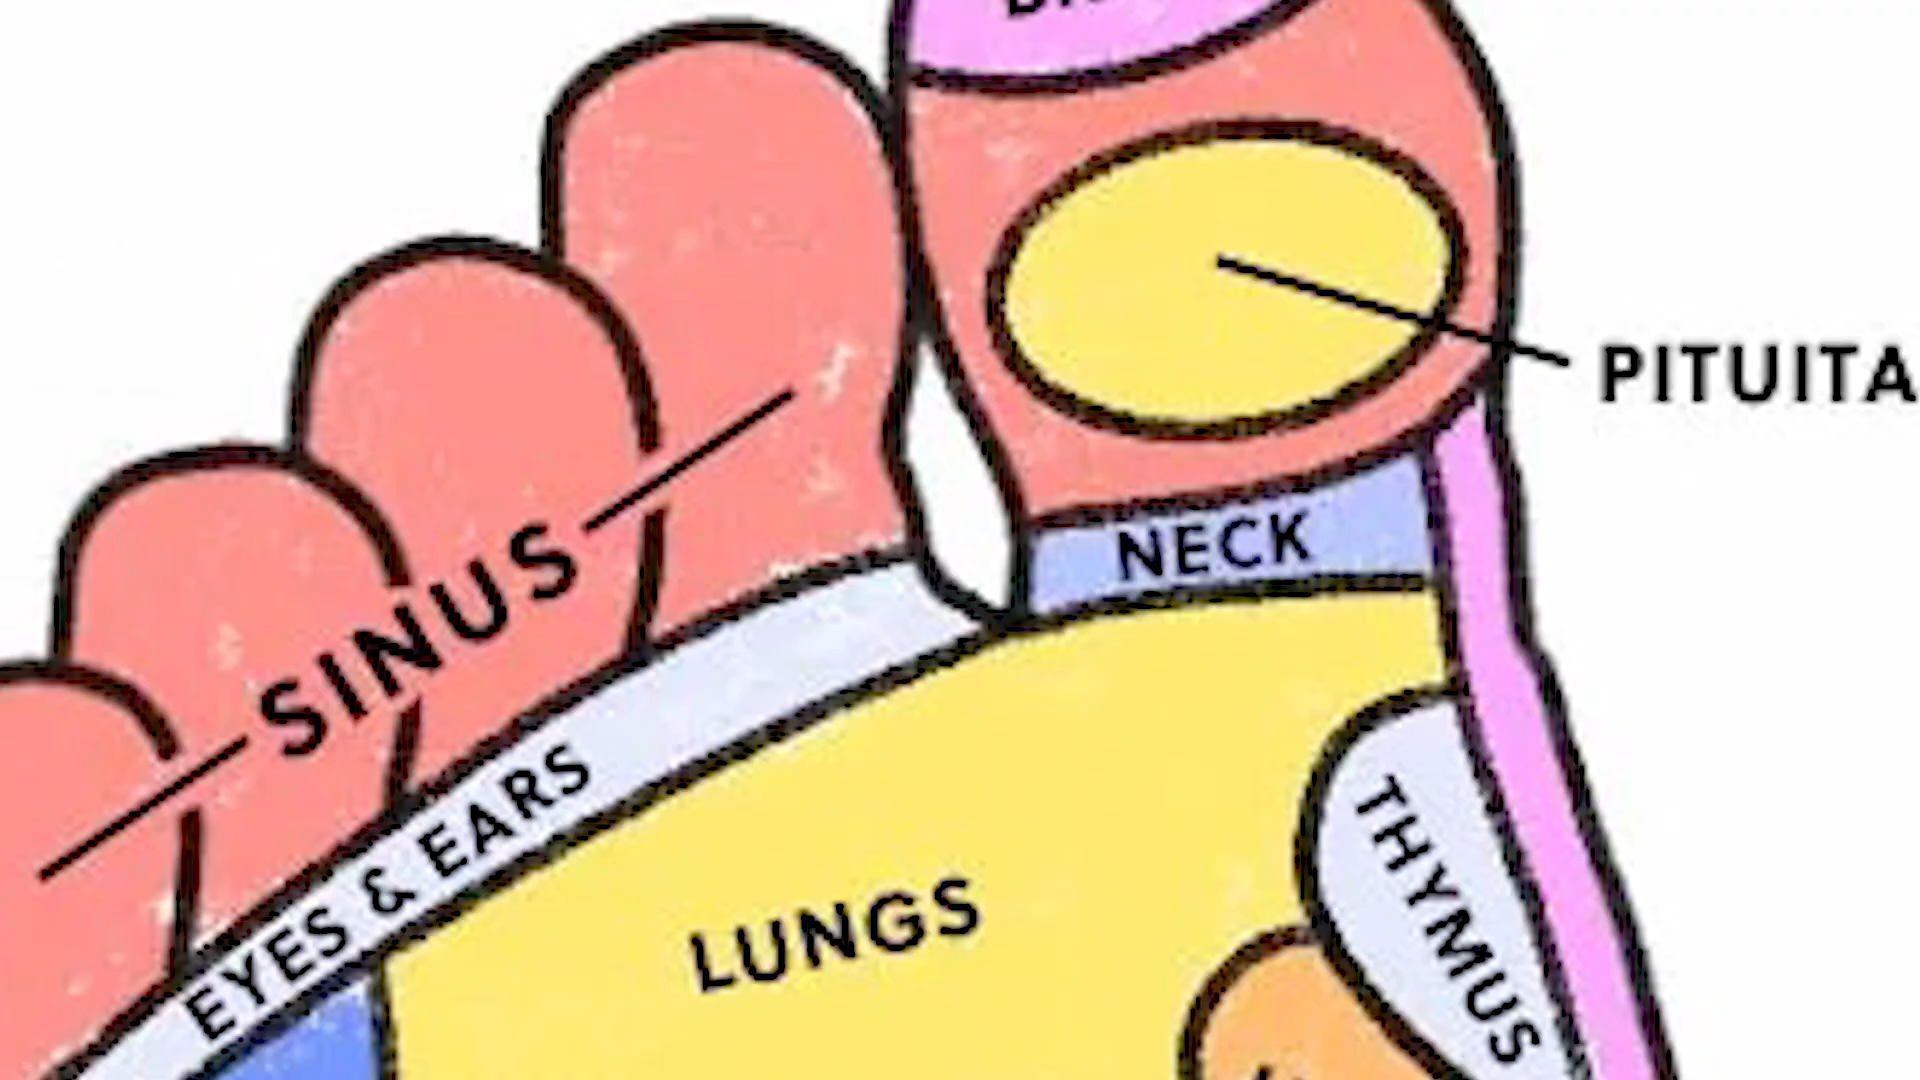 PITUITA
NECK
SINUS
EYES & EARS
LUNGS
THYMUS